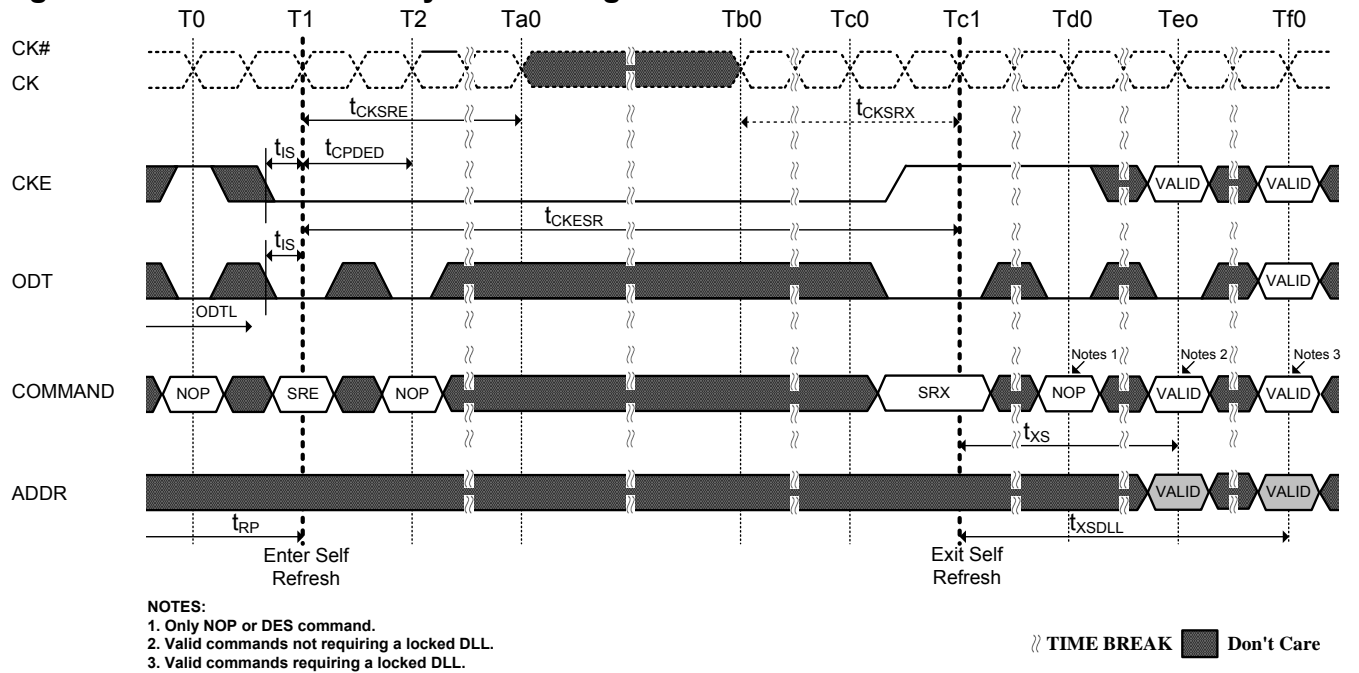 T0 T1 T2 Ta0 Tb0 Tc0 Tc1 Td0 Teo Tf0
CK#
CK
tCKSRE tCKSRX
tIS tCPDED
CKE VALID VALID
tCKESR
tIS
ODT VALID
ODTL
Notes 1 Notes 2 Notes 3
COMMAND NOP SRE NOP SRX NOP VALID VALID
tXS
ADDR VALID VALID
tRP tXSDLL
Enter Self Exit Self
Refresh Refresh
NOTES:
1. Only NOP or DES command.
2. Valid commands not requiring a locked DLL.
3. Valid commands requiring a locked DLL.
TIME BREAK Don't Care